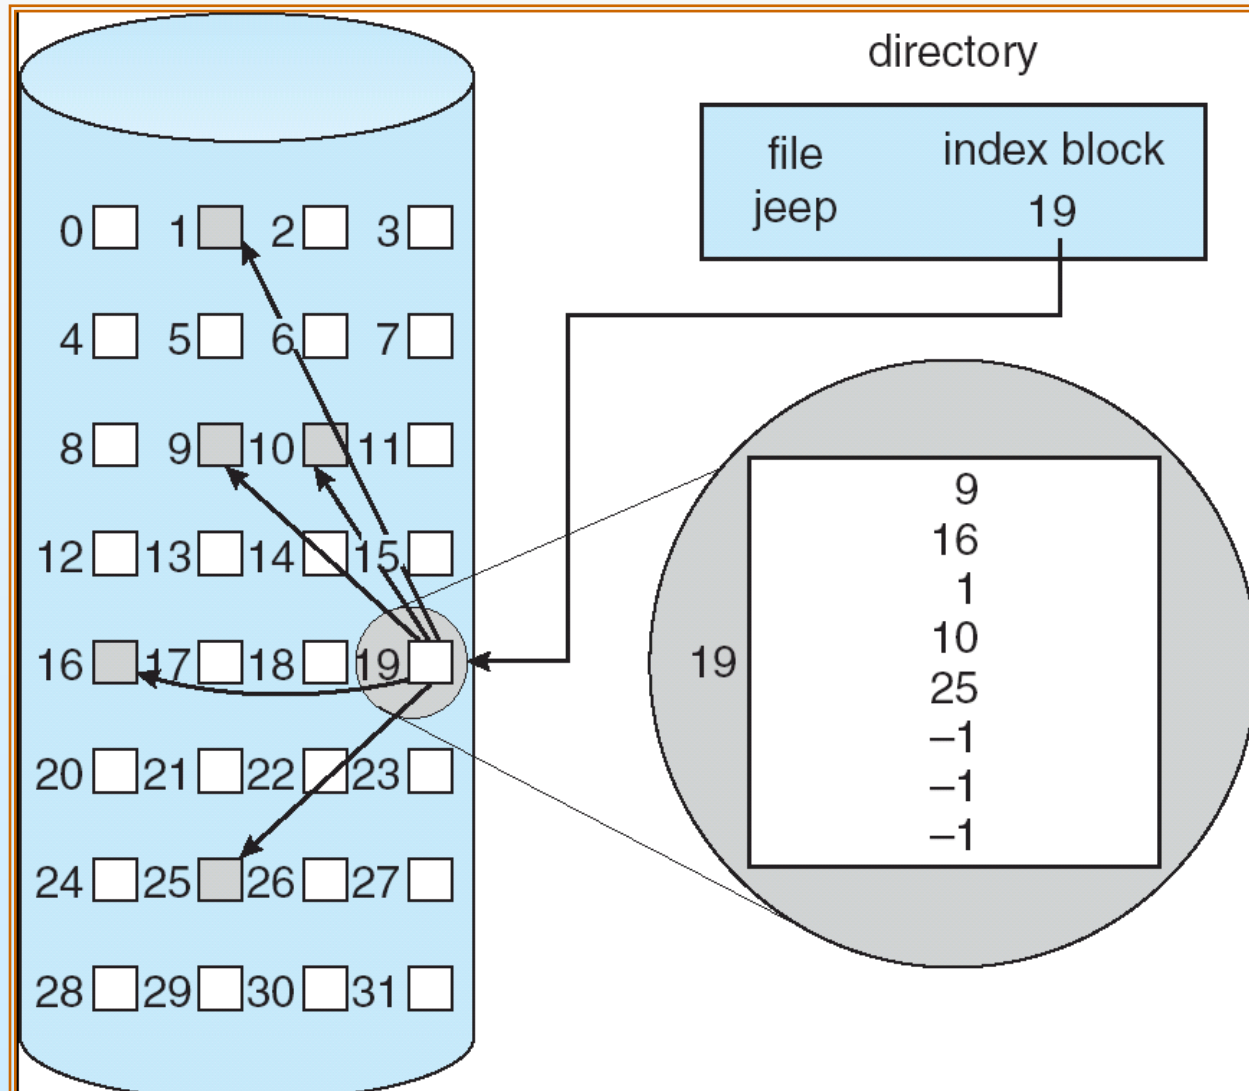 directory
file index block
jeep 19
0 1 2 3
4 5 6 7
8 9 10 11
12 13 14 15
16 17 18 19
20 21 22 23
24 25 26 27
28 29 30 31
19
9
16
1
10
25
–1
–1
–1